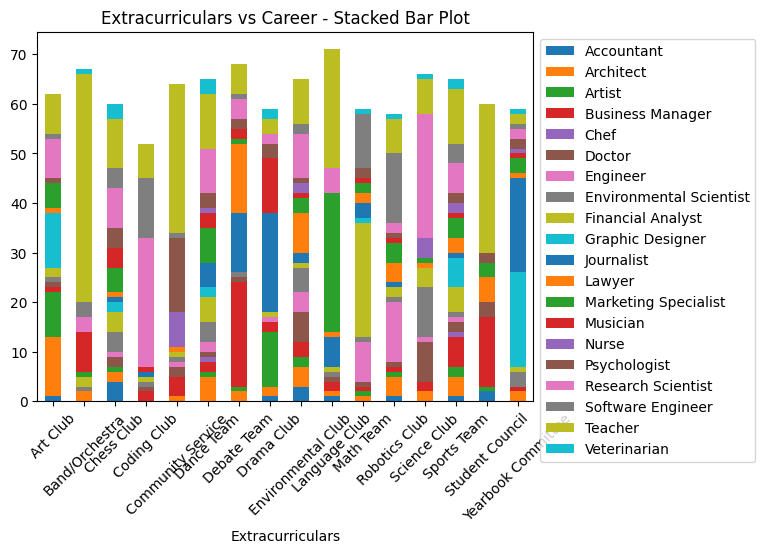 Extracurriculars vs Career - Stacked Bar Plot
70
60
50
40
30
20
10
0
Art Club
Band/Orchestra
Chess Club
Coding Club
Community Service
Dance Team
Debate Team
Drama Club
Environmental Club
Language Club
Math Team
Robotics Club
Science Club
Sports Team
Student Council
Yearbook Committee
Extracurriculars
Accountant
Architect
Artist
Business Manager
Chef
Doctor
Engineer
Environmental Scientist
Financial Analyst
Graphic Designer
Journalist
Lawyer
Marketing Specialist
Musician
Nurse
Psychologist
Research Scientist
Software Engineer
Teacher
Veterinarian